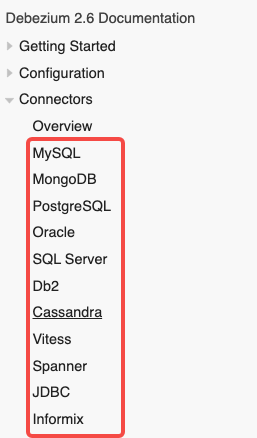 Debezium 2.6 Documentation
Getting Started
Configuration
Connectors
Overview
MySQL
MongoDB
PostgreSQL
Oracle
SQL Server
Db2
Cassandra
Vitess
Spanner
JDBC
Informix